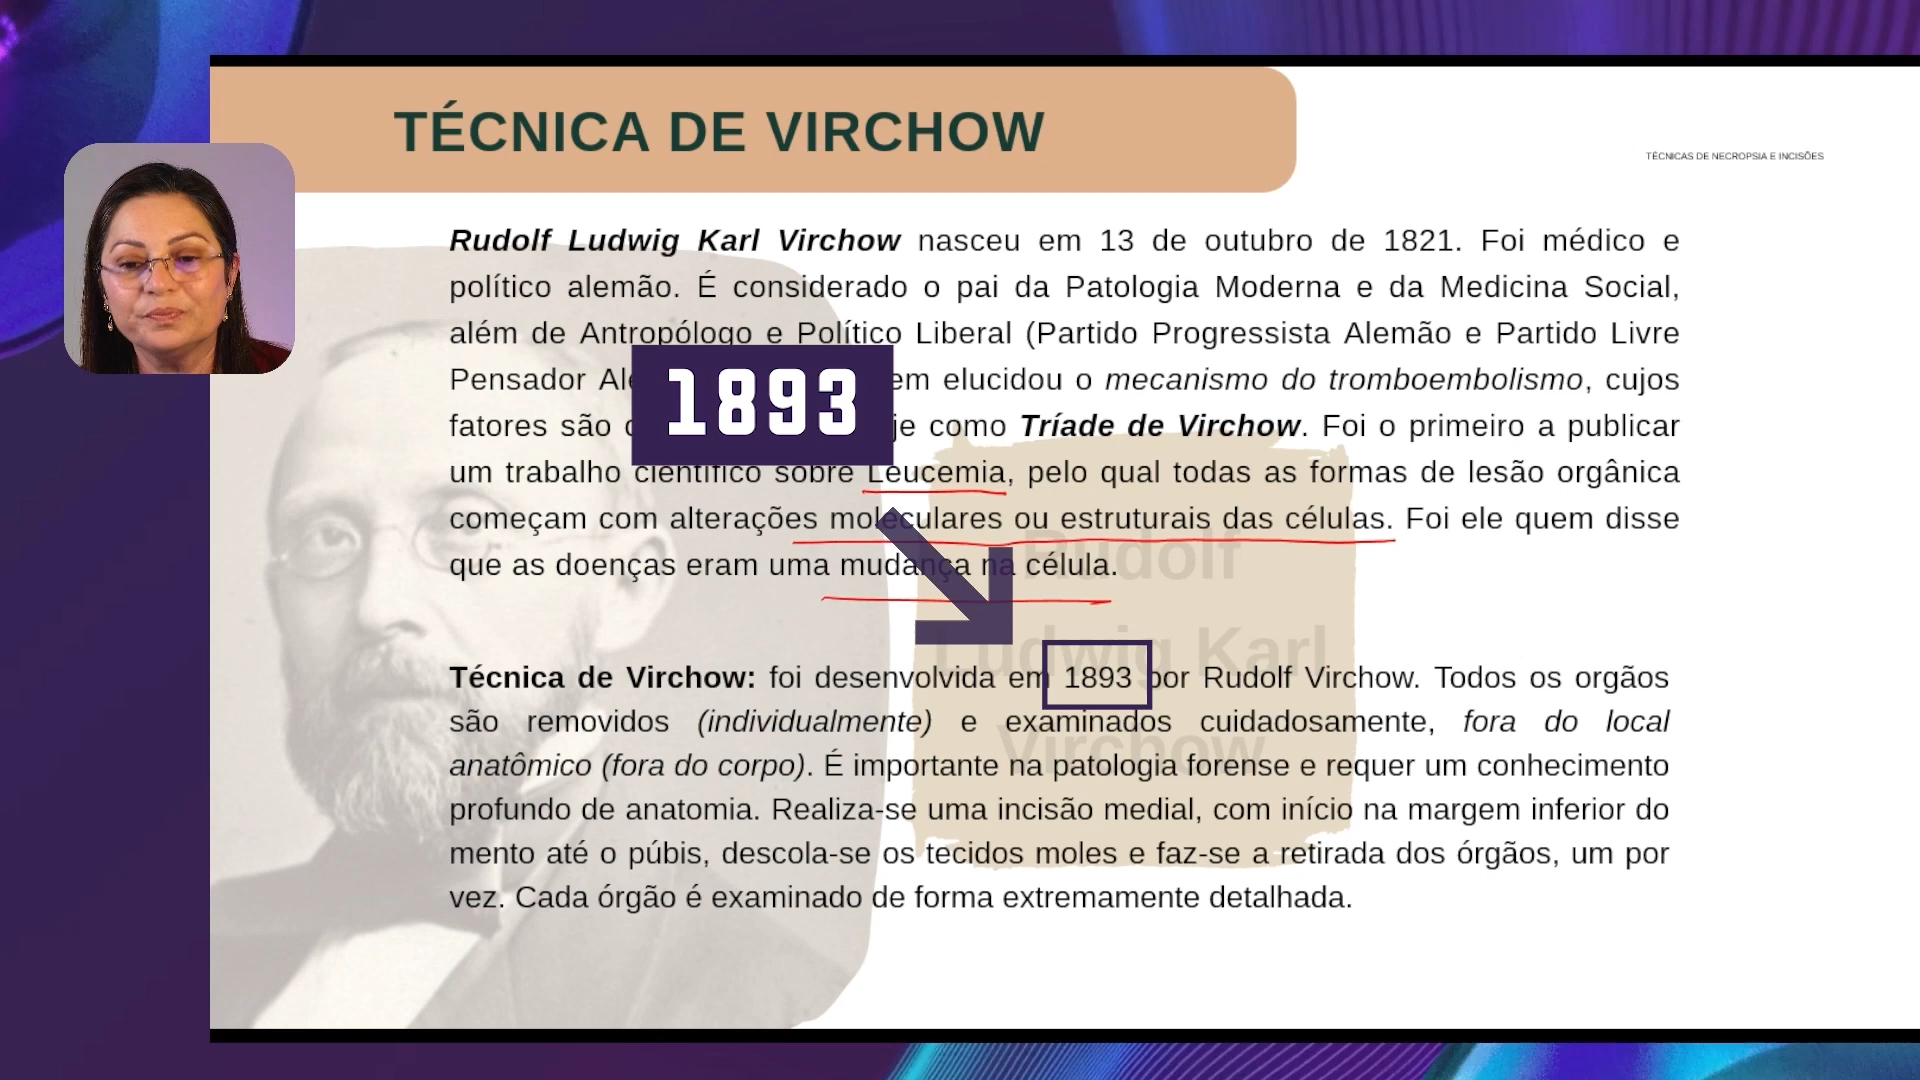 TÉCNICA DE VIRCHOW
TÉCNICAS DE NECROPSIA E INCISÕES
Rudolf Ludwig Karl Virchow nasceu em 13 de outubro de 1821. Foi médico e
político alemão. É considerado o pai da Patologia Moderna e da Medicina Social,
além de Antropólogo e Político Liberal (Partido Progressista Alemão e Partido Livre
Pensador elucidou o mecanismo do tromboembolismo, cujos
1893
fatores são como Tríade de Virchow. Foi o primeiro a publicar
um trabalho científico sobre Leucemia, pelo qual todas as formas de lesão orgânica
começam com alterações moleculares ou estruturais das células. Foi ele quem disse
que as doenças eram uma mudança na célula.
Rudolf
Ludwig Karl
Virchow
Técnica de Virchow: foi desenvolvida em 1893 por Rudolf Virchow. Todos os orgãos
são removidos (individualmente) e examinados cuidadosamente, fora do local
anatômico (fora do corpo). É importante na patologia forense e requer um conhecimento
profundo de anatomia. Realiza-se uma incisão medial, com início na margem inferior do
mento até o púbis, descola-se os tecidos moles e faz-se a retirada dos órgãos, um por
vez. Cada órgão é examinado de forma extremamente detalhada.